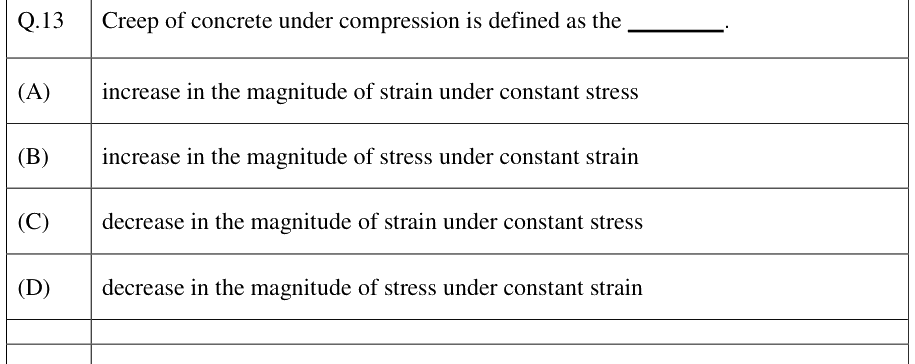 Q.13 Creep of concrete under compression is defined as the ________.
(A) increase in the magnitude of strain under constant stress
(B) increase in the magnitude of stress under constant strain
(C) decrease in the magnitude of strain under constant stress
(D) decrease in the magnitude of stress under constant strain